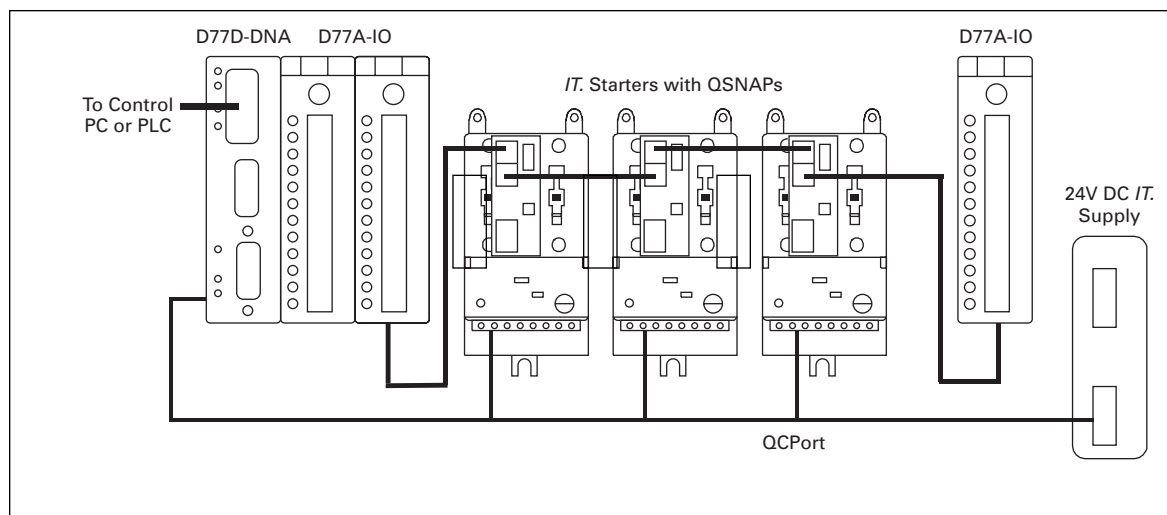 D77D-DNA
D77A-IO
D77A-IO
IT. Starters with QSNAPs
To Control
PC or PLC
24V DC IT.
Supply
QCPort